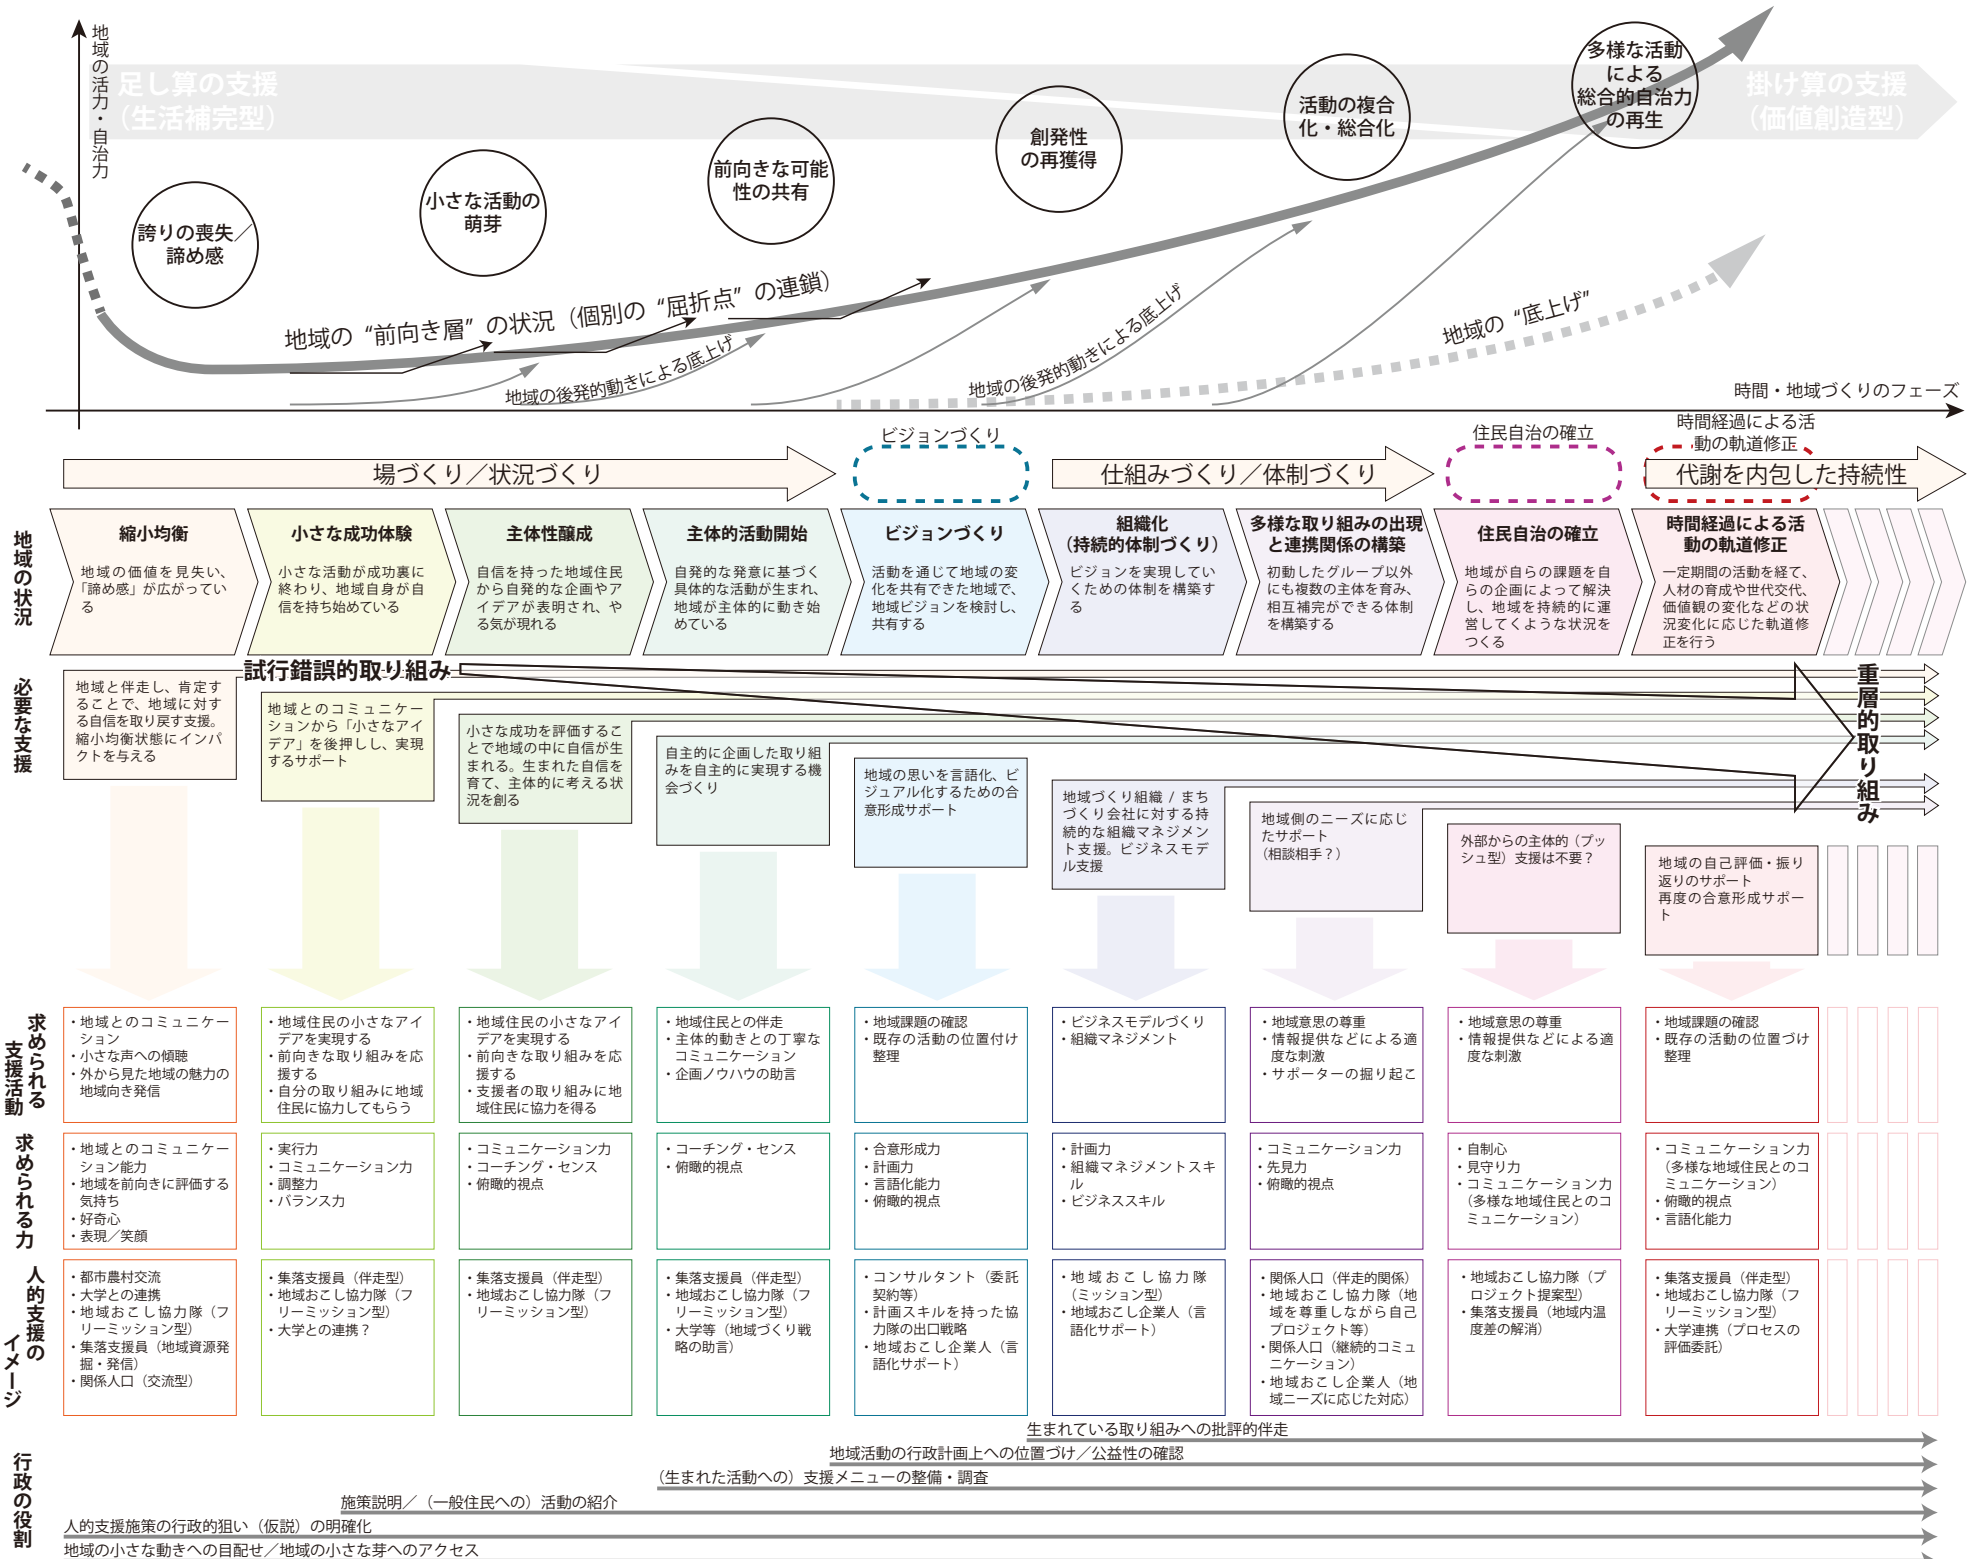 地域の活力・自治力
足し算の支援
（生活補完型）
掛け算の支援
（価値創造型）
誇りの喪失／
諦め感
小さな活動の
萌芽
前向きな可能
性の共有
創発性
の再獲得
活動の複合
化・総合化
多様な活動
による
総合的自治力
の再生
地域の“前向き層”の状況（個別の“屈折点”の連鎖）
地域の後発的動きによる底上げ
地域の後発的動きによる底上げ
地域の“底上げ”
時間・地域づくりのフェーズ
場づくり／状況づくり
ビジョンづくり
仕組みづくり／体制づくり
住民自治の確立
時間経過による活
動の軌道修正
代謝を内包した持続性
地域の状況
縮小均衡
地域の価値を見失い、
「諦め感」が広がってい
る
小さな成功体験
小さな活動が成功裏に
終わり、地域自身が自
信を持ち始めている
主体性醸成
自信を持った地域住民
から自発的な企画やア
イデアが表明され、や
る気が現れる
主体的活動開始
自発的な発意に基づく
具体的な活動が生まれ、
地域が主体的に動き始
めている
ビジョンづくり
活動を通じて地域の変
化を共有できた地域で、
地域ビジョンを検討し、
共有する
組織化
（持続的体制づくり）
ビジョンを実現してい
くための体制を構築す
る
多様な取り組みの出現
と連携関係の構築
初動したグループ以外
にも複数の主体を育み、
相互補完ができる体制
を構築する
住民自治の確立
地域が自らの課題を自
らの企画によって解決
し、地域を持続的に運
営してくような状況を
つくる
時間経過による活
動の軌道修正
一定期間の活動を経て、
人材の育成や世代交代、
価値観の変化などの状
況変化に応じた軌道修
正を行う
必要な支援
試行錯誤的取り組み
重層的取り組み
地域と伴走し、肯定す
ることで、地域に対す
る自信を取り戻す支援。
縮小均衡状態にインパ
クトを与える
地域とのコミュニケー
ションから「小さなアイ
デア」を後押しし、実現
するサポート
小さな成功を評価するこ
とで地域の中に自信が生
まれる。生まれた自信を
育て、主体的に考える状
況を創る
自主的に企画した取り組
みを自主的に実現する機
会づくり
地域の思いを言語化、ビ
ジュアル化するための合
意形成サポート
地域づくり組織 / まち
づくり会社に対する持
続的な組織マネジメン
ト支援。ビジネスモデ
ル支援
地域側のニーズに応じ
たサポート
（相談相手？）
外部からの主体的（プッ
シュ型）支援は不要？
地域の自己評価・振り
返りのサポート
再度の合意形成サポー
ト
求められる
支援活動
・地域とのコミュニケー
ション
・小さな声への傾聴
・外から見た地域の魅力の
地域向き発信
・地域住民の小さなアイ
デアを実現する
・前向きな取り組みを応
援する
・自分の取り組みに地域
住民に協力してもらう
・地域住民の小さなアイ
デアを実現する
・前向きな取り組みを応
援する
・支援者の取り組みに地
域住民に協力を得る
・地域住民との伴走
・主体的動きとの丁寧な
コミュニケーション
・企画ノウハウの助言
・地域課題の確認
・既存の活動の位置付け
整理
・ビジネスモデルづくり
・組織マネジメント
・地域意思の尊重
・情報提供などによる適
度な刺激
・サポーターの掘り起こ
・地域意思の尊重
・情報提供などによる適
度な刺激
・地域課題の確認
・既存の活動の位置づけ
整理
求められる力
・地域とのコミュニケー
ション能力
・地域を前向きに評価する
気持ち
・好奇心
・表現／笑顔
・実行力
・コミュニケーション力
・調整力
・バランス力
・コミュニケーション力
・コーチング・センス
・俯瞰的視点
・コーチング・センス
・俯瞰的視点
・合意形成力
・計画力
・言語化能力
・俯瞰的視点
・計画力
・組織マネジメントスキ
ル
・ビジネススキル
・コミュニケーション力
・先見力
・俯瞰的視点
・自制心
・見守り力
・コミュニケーション力
（多様な地域住民とのコ
ミュニケーション）
・コミュニケーション力
（多様な地域住民とのコ
ミュニケーション）
・俯瞰的視点
・言語化能力
人的支援の
イメージ
・都市農村交流
・大学との連携
・地域おこし協力隊（フ
リーミッション型）
・集落支援員（地域資源発
掘・発信）
・関係人口（交流型）
・集落支援員（伴走型）
・地域おこし協力隊（フ
リーミッション型）
・大学との連携？
・集落支援員（伴走型）
・地域おこし協力隊（フ
リーミッション型）
・集落支援員（伴走型）
・地域おこし協力隊（フ
リーミッション型）
・大学等（地域づくり戦
略の助言）
・コンサルタント（委託
契約等）
・計画スキルを持った協
力隊の出口戦略
・地域おこし企業人（言
語化サポート）
・地域おこし協力隊
（ミッション型）
・地域おこし企業人（言
語化サポート）
・関係人口（伴走的関係）
・地域おこし協力隊（地
域を尊重しながら自己
プロジェクト等）
・関係人口（継続的コミュ
ニケーション）
・地域おこし企業人（地
域ニーズに応じた対応）
・地域おこし協力隊（プ
ロジェクト提案型）
・集落支援員（地域内温
度差の解消）
・集落支援員（伴走型）
・地域おこし協力隊（フ
リーミッション型）
・大学連携（プロセスの
評価委託）
行政の役割
生まれている取り組みへの批評的伴走
地域活動の行政計画上への位置づけ／公益性の確認
（生まれた活動への）支援メニューの整備・調査
施策説明／（一般住民への）活動の紹介
人的支援施策の行政的狙い（仮説）の明確化
地域の小さな動きへの目配せ／地域の小さな芽へのアクセス